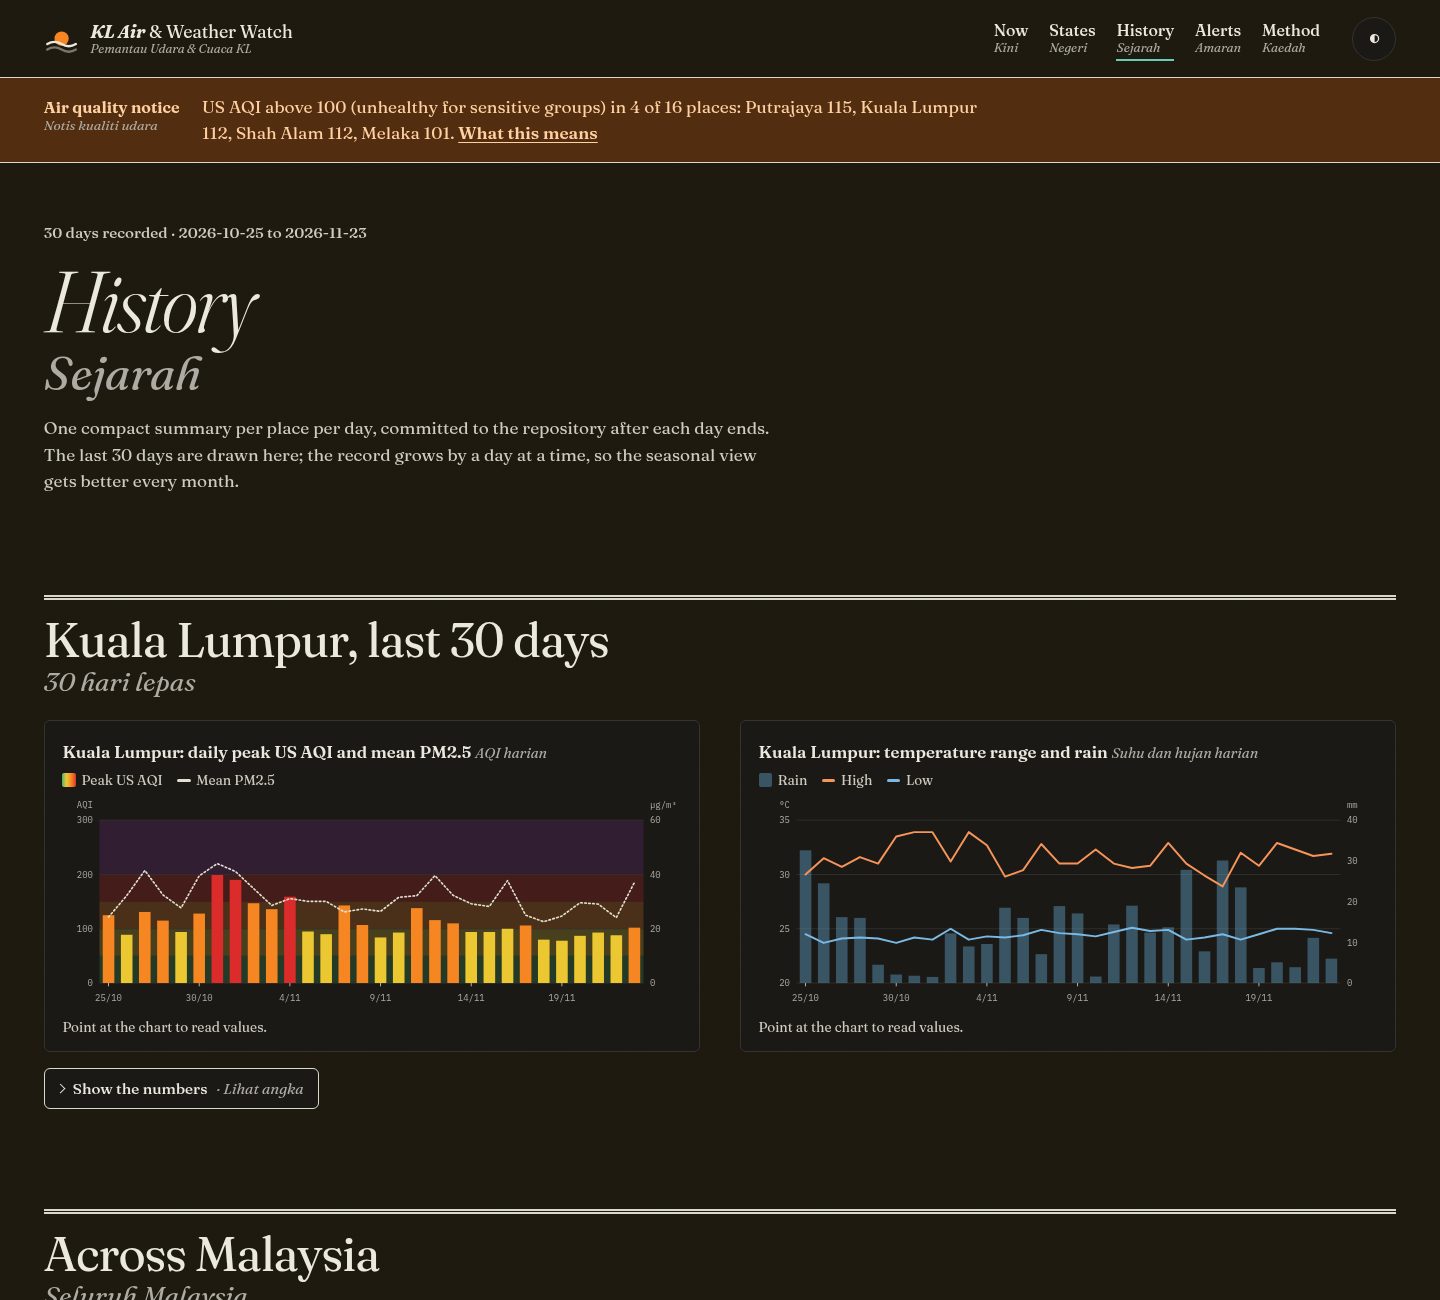 KL Air & Weather Watch
Pemantau Udara & Cuaca KL
Now
Kini
States
Negeri
History
Sejarah
Alerts
Amaran
Method
Kaedah
Air quality notice
Notis kualiti udara
US AQI above 100 (unhealthy for sensitive groups) in 4 of 16 places: Putrajaya 115, Kuala Lumpur
112, Shah Alam 112, Melaka 101. What this means
30 days recorded · 2026-10-25 to 2026-11-23
History
Sejarah
One compact summary per place per day, committed to the repository after each day ends.
The last 30 days are drawn here; the record grows by a day at a time, so the seasonal view
gets better every month.
Kuala Lumpur, last 30 days
30 hari lepas
Kuala Lumpur: daily peak US AQI and mean PM2.5 AQI harian
Peak US AQI Mean PM2.5
AQI µg/m³
300 60
200 40
100 20
0 0
25/10 30/10 4/11 9/11 14/11 19/11
Point at the chart to read values.
Kuala Lumpur: temperature range and rain Suhu dan hujan harian
Rain High Low
°C mm
35 40
30 30
20
25
10
20 0
25/10 30/10 4/11 9/11 14/11 19/11
Point at the chart to read values.
Show the numbers · Lihat angka
Across Malaysia
Seluruh Malaysia